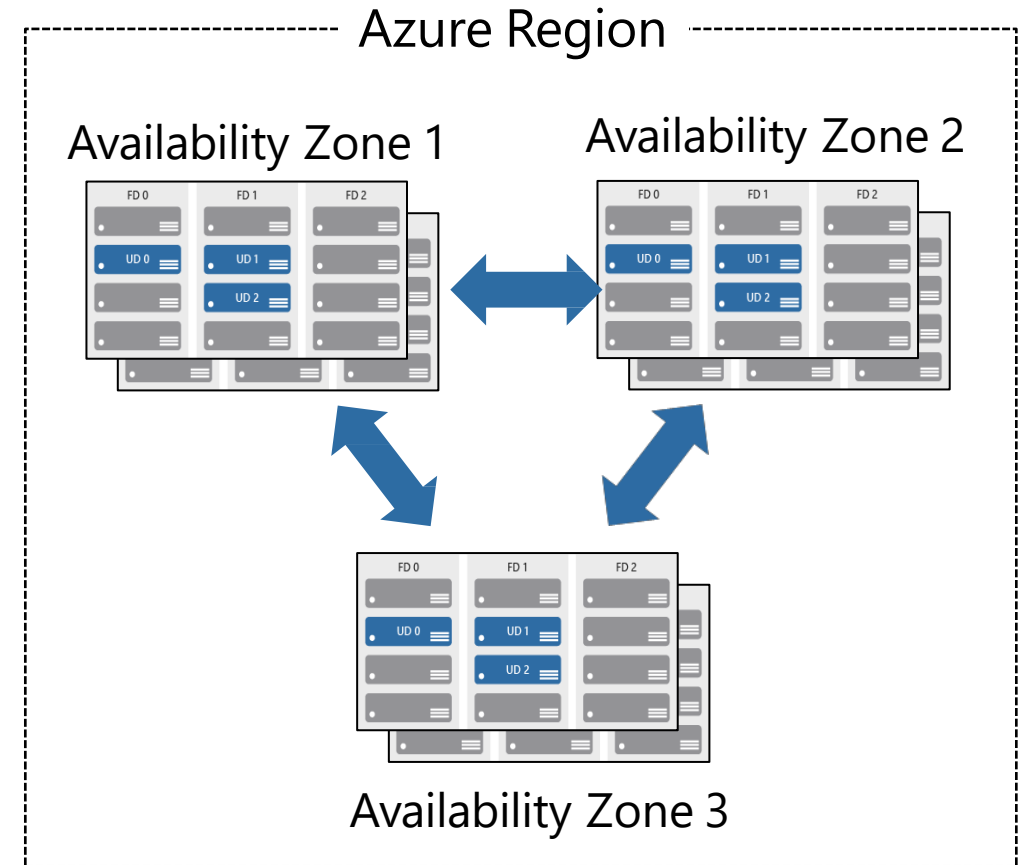 Azure Region
Availability Zone 1
Availability Zone 2
FD 0 FD 1 FD 2
UD 0 UD 1
UD 2
FD 0 FD 1 FD 2
UD 0 UD 1
UD 2
FD 0 FD 1 FD 2
UD 0 UD 1
UD 2
Availability Zone 3